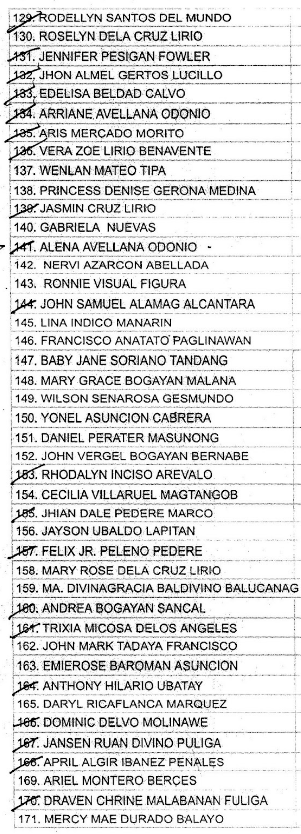 129. RODELLYN SANTOS DEL MUNDO
130. ROSELYN DELA CRUZ LIRIO
131. JENNIFER PESIGAN FOWLER
132. JHON ALMEL GERTOS LUCILLO
133. EDELISA BELDAD CALVO
134. ARRIANE AVELLANA ODONIO
135. ARIS MERCADO MORITO
136. VERA ZOE LIRIO BENAVENTE
137. WENLAN MATEO TIPA
138. PRINCESS DENISE GERONA MEDINA
139. JASMIN CRUZ LIRIO
140. GABRIELA NUEVAS
141. ALENA AVELLANA ODONIO -
142. NERVI AZARCON ABELLADA
143. RONNIE VISUAL FIGURA
144. JOHN SAMUEL ALAMAG ALCANTARA
145. LINA INDICO MANARIN
146. FRANCISCO ANATATO PAGLINAWAN
147. BABY JANE SORIANO TANDANG
148. MARY GRACE BOGAYAN MALANA
149. WILSON SENAROSA GESMUNDO
150. YONEL ASUNCION CABRERA
151. DANIEL PERATER MASUNONG
152. JOHN VERGEL BOGAYAN BERNABE
153. RHODALYN INCISO AREVALO
154. CECILIA VILLARUEL MAGTANGOB
155. JHIAN DALE PEDERE MARCO
156. JAYSON UBALDO LAPITAN
157. FELIX JR. PELENO PEDERE
158. MARY ROSE DELA CRUZ LIRIO
159. MA. DIVINAGRACIA BALDIVINO BALUCANAG
160. ANDREA BOGAYAN SANCAL
161. TRIXIA MICOSA DELOS ANGELES
162. JOHN MARK TADAYA FRANCISCO
163. EMIEROSE BAROMAN ASUNCION
164. ANTHONY HILARIO UBATAY
165. DARYL RICAFLANCA MARQUEZ
166. DOMINIC DELVO MOLINAWE
167. JANSEN RUAN DIVINO PULIGA
168. APRIL ALGIR IBANEZ PENALES
169. ARIEL MONTERO BERCES
170. DRAVEN CHRINE MALABANAN FULIGA
171. MERCY MAE DURADO BALAYO